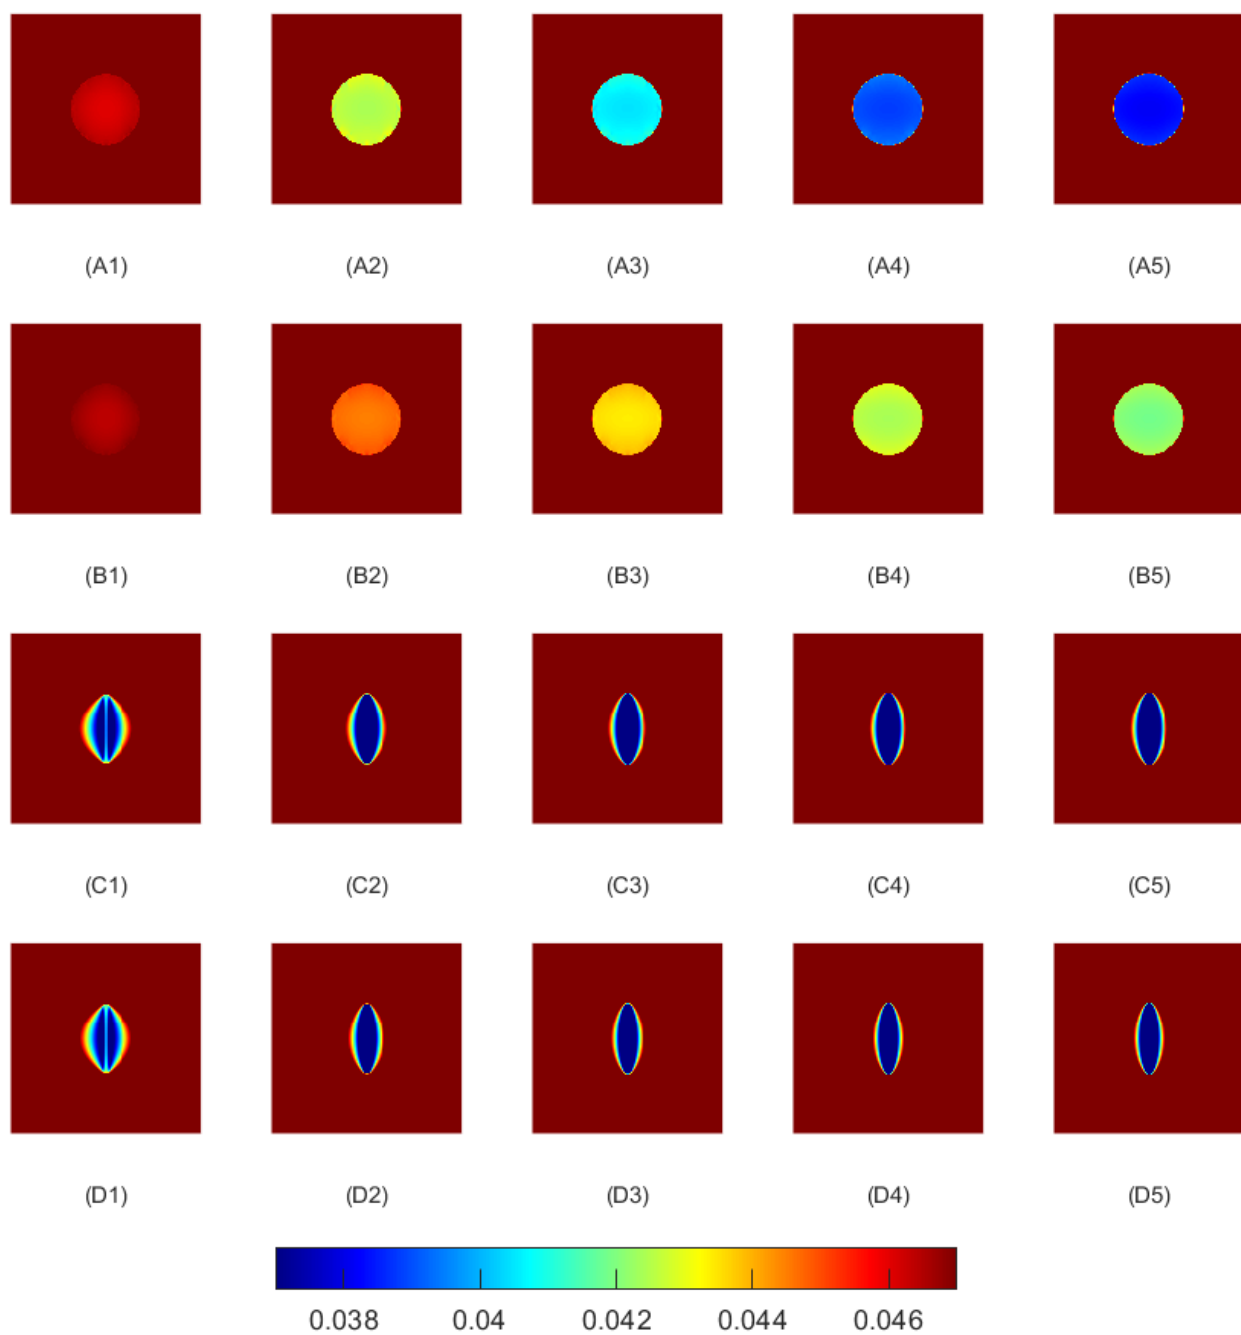 (A1) (A2) (A3) (A4) (A5)
(B1) (B2) (B3) (B4) (B5)
(C1) (C2) (C3) (C4) (C5)
(D1) (D2) (D3) (D4) (D5)
0.038 0.04 0.042 0.044 0.046